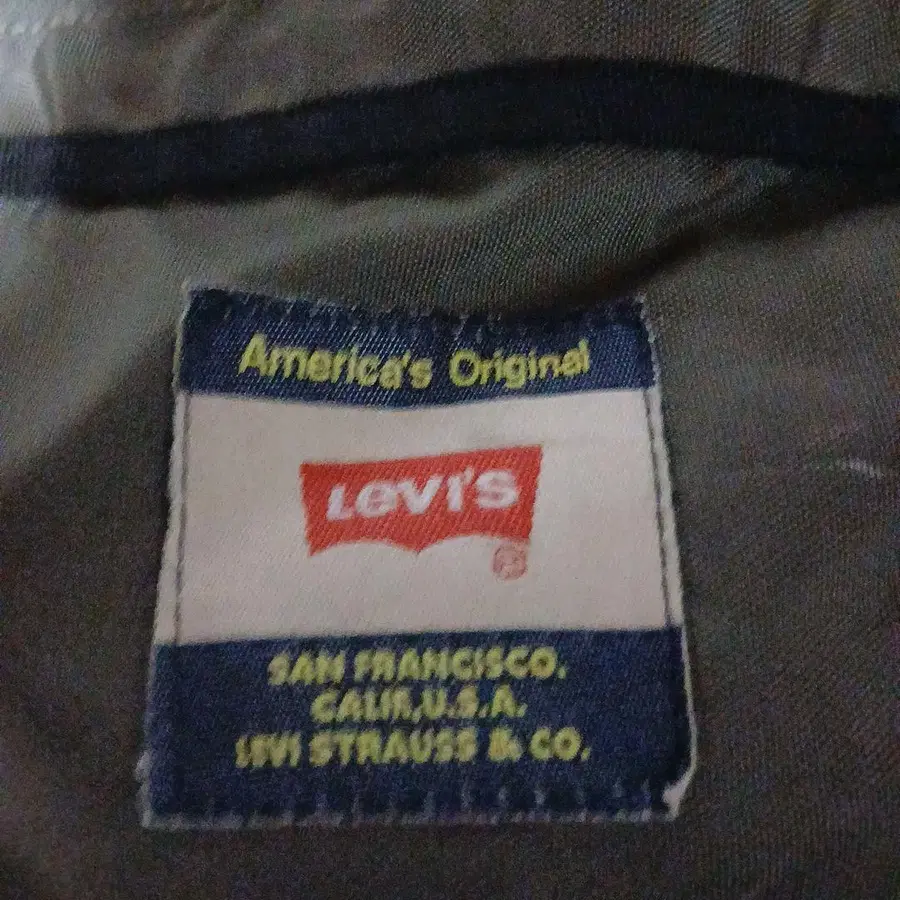 America's Original
Levi's
®
SAN FRANCISCO.
CALIF.,U.S.A.
LEVI STRAUSS & CO.